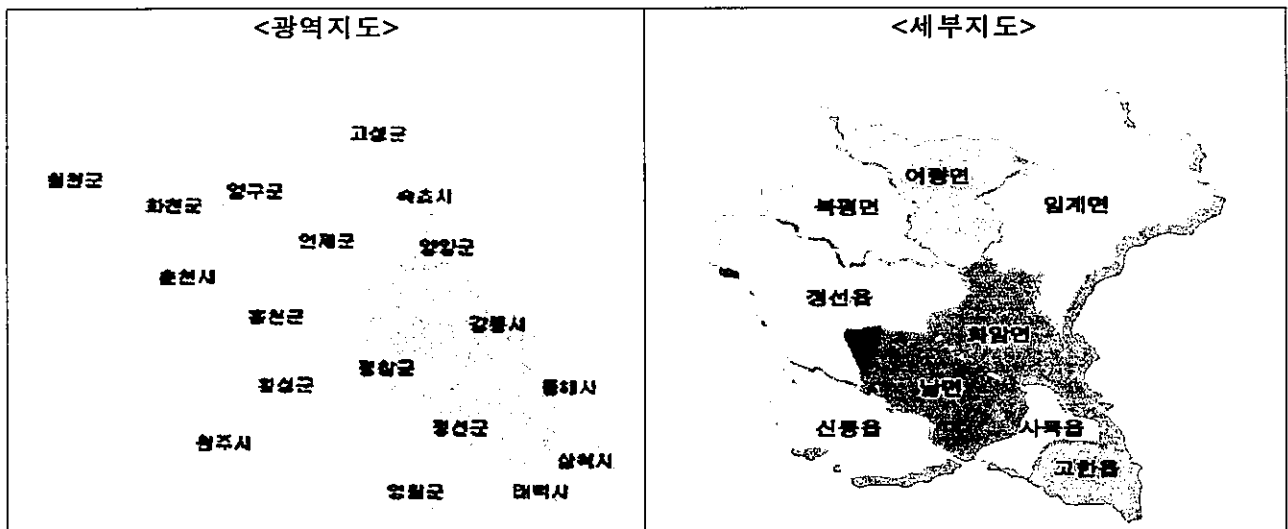 <광역지도>
고성군
철원군
화천군
양구군
속초시
인제군
양양군
춘천시
홍천군
강릉시
평창군
횡성군
동해시
정선군
원주시
삼척시
영월군
태백시
<세부지도>
여량면
북평면
임계면
정선읍
화암면
남면
신동읍
사북읍
고한읍